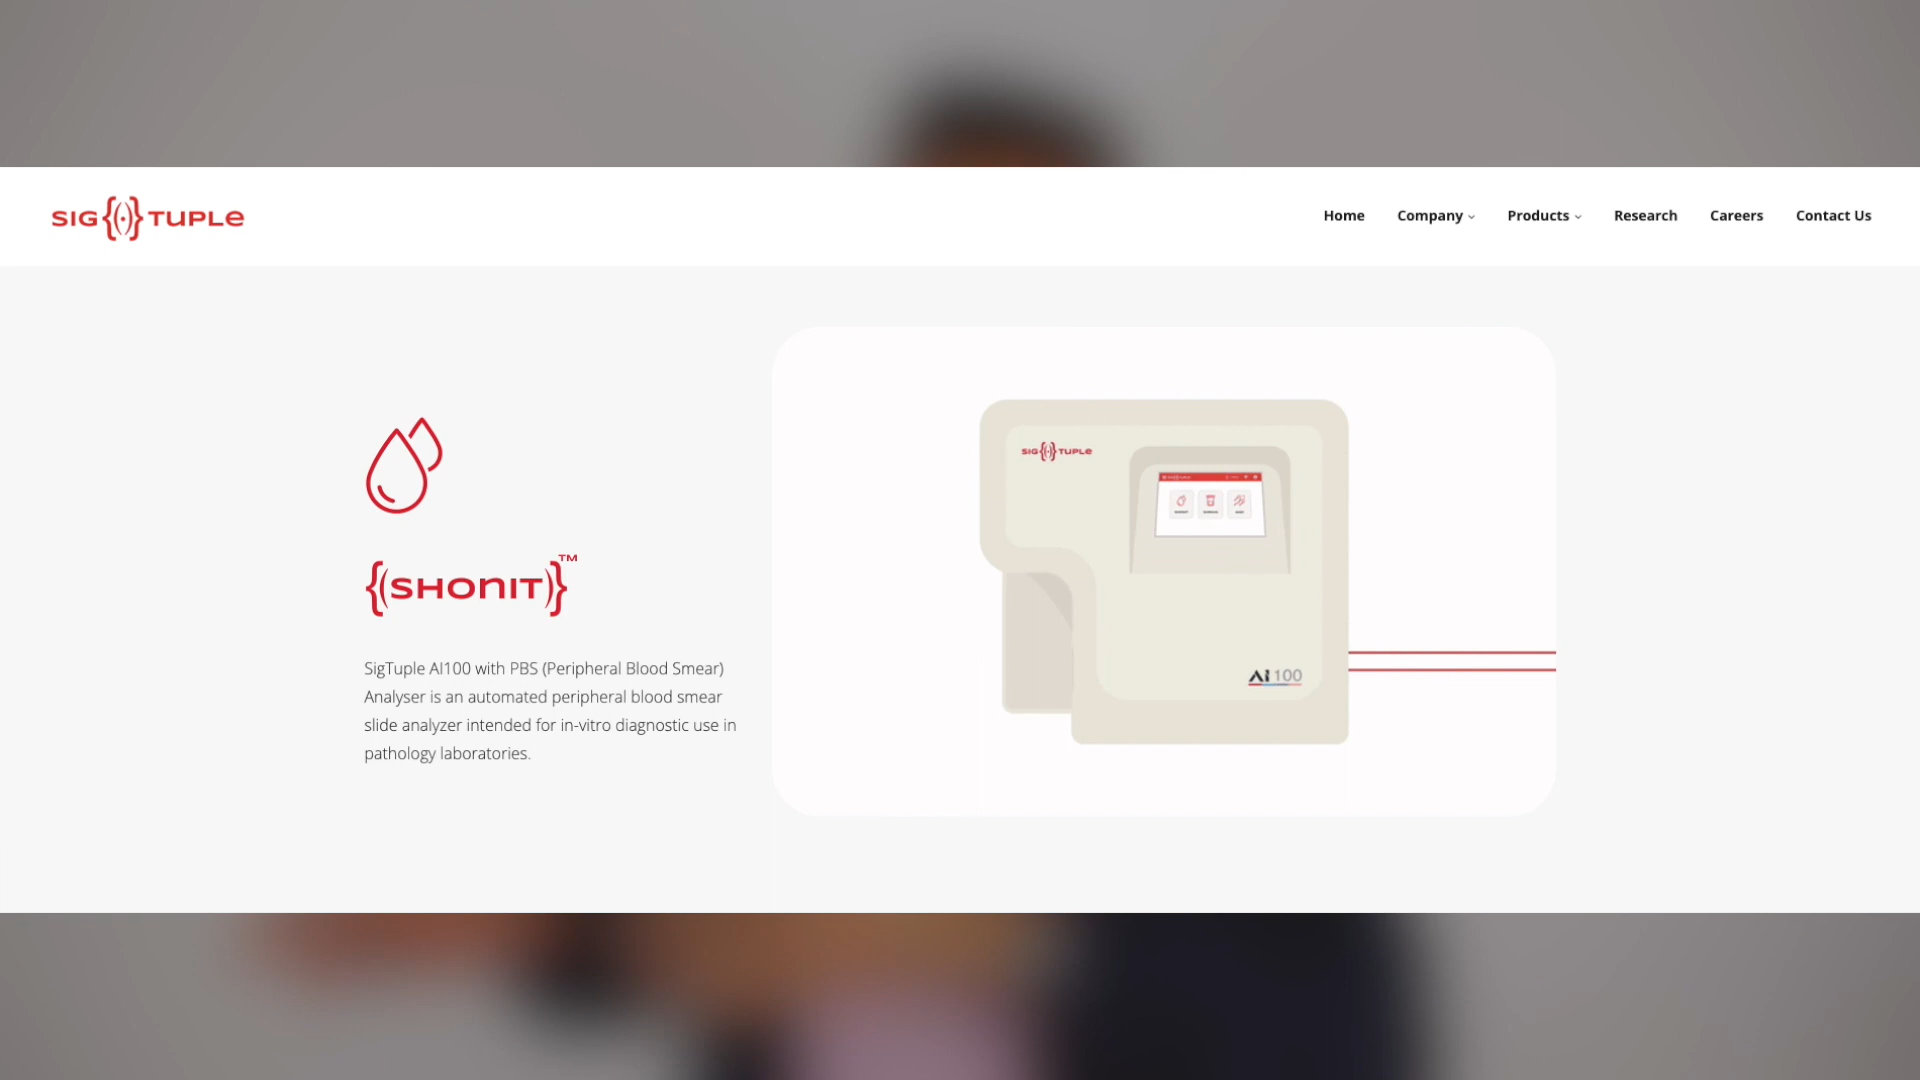 SIG{(·)}TUPLE
Home Company Products Research Careers Contact Us
{(SHONIT)}™
SigTuple AI100 with PBS (Peripheral Blood Smear)
Analyser is an automated peripheral blood smear
slide analyzer intended for in-vitro diagnostic use in
pathology laboratories.
SIG{(·)}TUPLE
AI 100